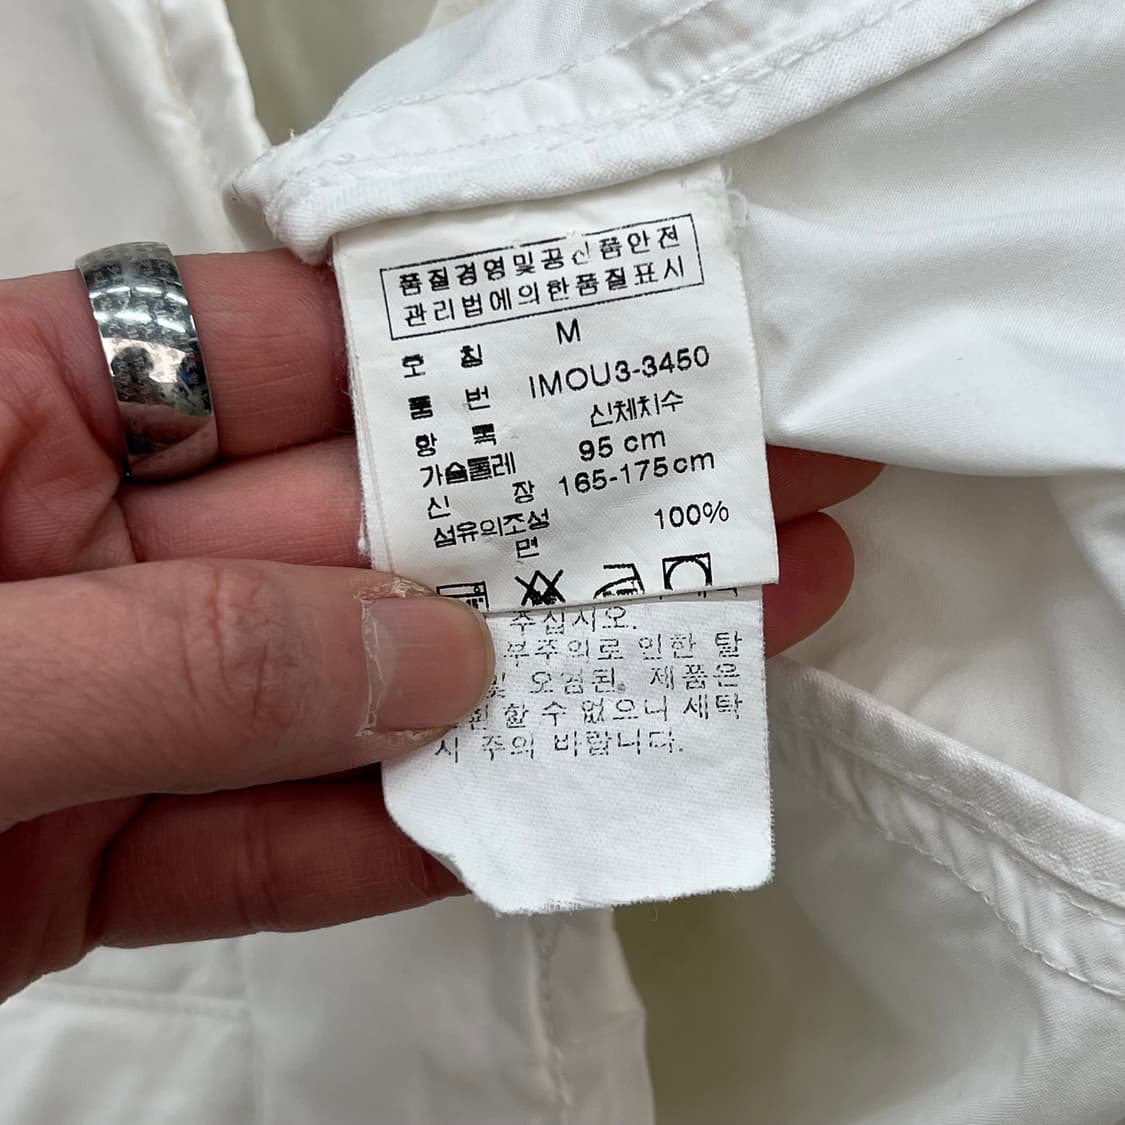 품질경영및공산품안전
관리법에의한품질표시
호 칭 M
품 번 IMOU3-3450
항 목 신체치수
가슴둘레 95 cm
신 장 165-175cm
섬유의조성
면 100%
주십시오.
부주의로 인한 탈
및 오염된 제품은
할 수 없으니 세탁
시 주의 바랍니다.